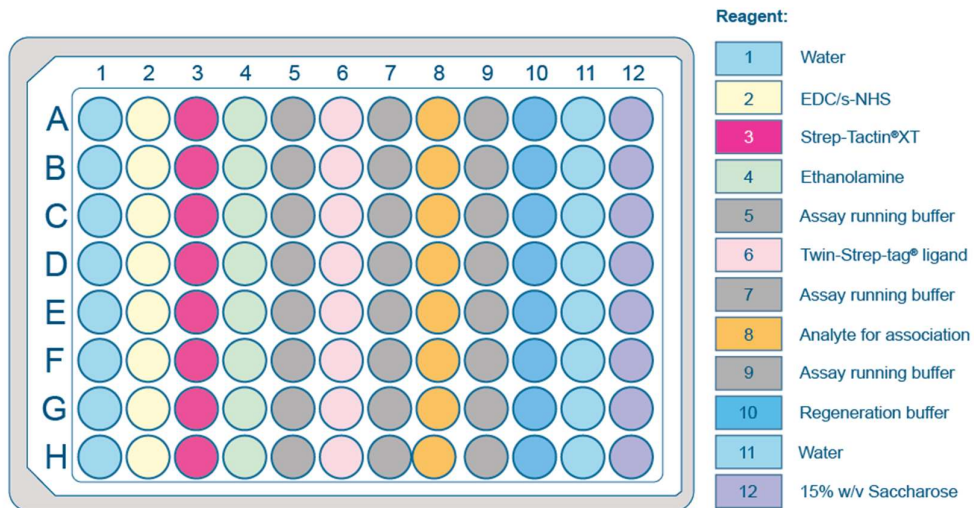 Reagent:
1 2 3 4 5 6 7 8 9 10 11 12
A
B
C
D
E
F
G
H
1 Water
2 EDC/s-NHS
3 Strep-Tactin®XT
4 Ethanolamine
5 Assay running buffer
6 Twin-Strep-tag® ligand
7 Assay running buffer
8 Analyte for association
9 Assay running buffer
10 Regeneration buffer
11 Water
12 15% w/v Saccharose